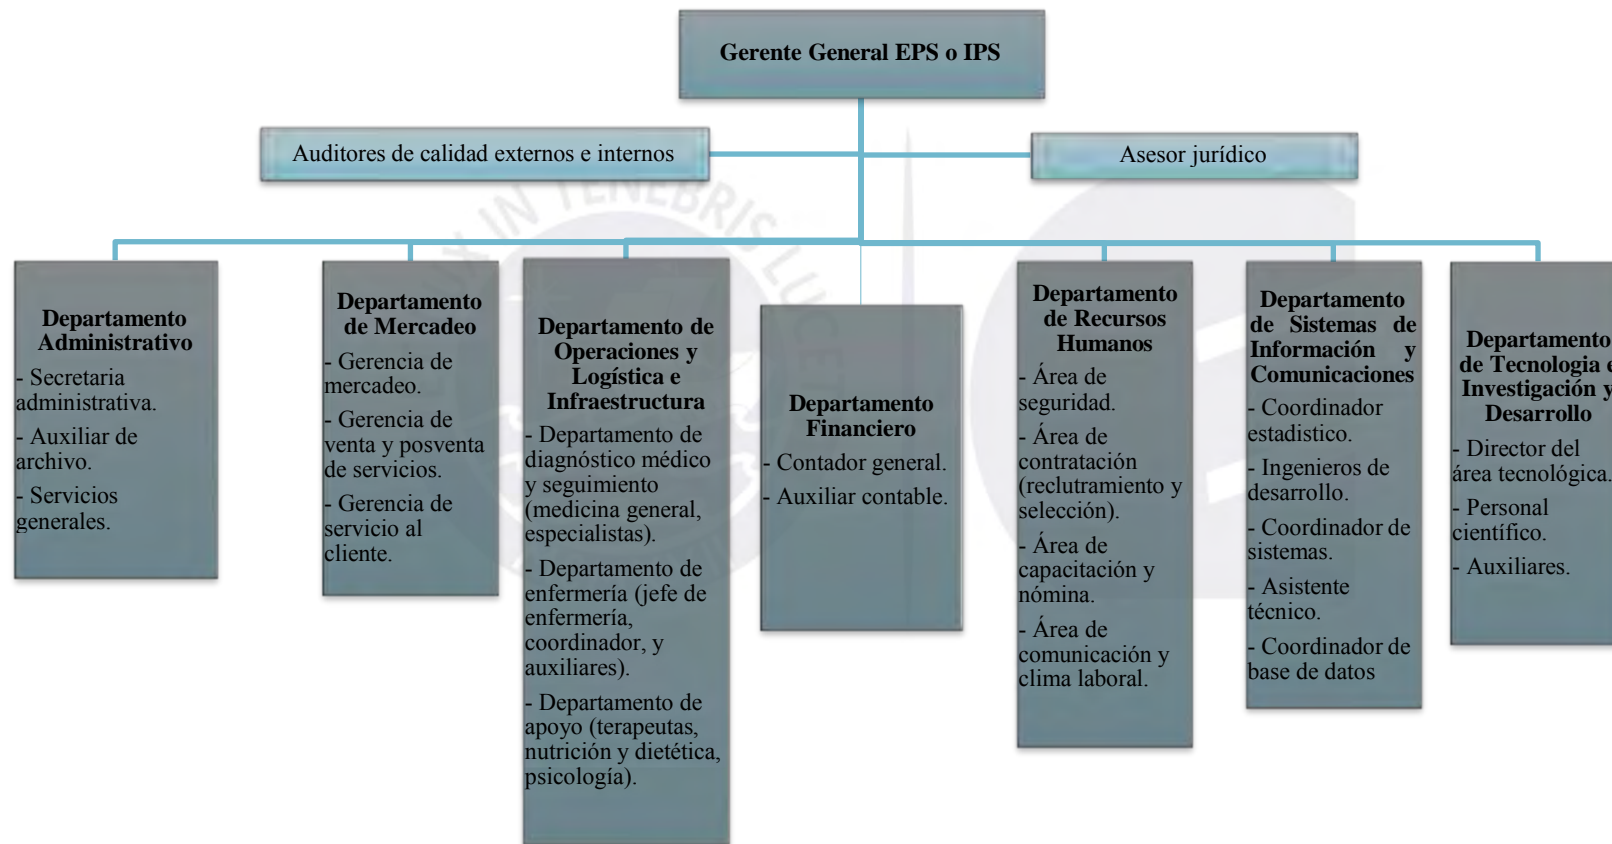 Gerente General EPS o IPS
Auditores de calidad externos e internos
Asesor jurídico
Departamento
Administrativo
- Secretaria
administrativa.
- Auxiliar de
archivo.
- Servicios
generales.
Departamento
de Mercadeo
- Gerencia de
mercadeo.
- Gerencia de
venta y posventa
de servicios.
- Gerencia de
servicio al
cliente.
Departamento de
Operaciones y
Logística e
Infraestructura
- Departamento de
diagnóstico médico
y seguimiento
(medicina general,
especialistas).
- Departamento de
enfermería (jefe de
enfermería,
coordinador, y
auxiliares).
- Departamento de
apoyo (terapeutas,
nutrición y dietética,
psicología).
Departamento
Financiero
- Contador general.
- Auxiliar contable.
Departamento
de Recursos
Humanos
- Área de
seguridad.
- Área de
contratación
(reclutramiento y
selección).
- Área de
capacitación y
nómina.
- Área de
comunicación y
clima laboral.
Departamento
de Sistemas de
Información y
Comunicaciones
- Coordinador
estadistico.
- Ingenieros de
desarrollo.
- Coordinador de
sistemas.
- Asistente
técnico.
- Coordinador de
base de datos
Departamento
de Tecnologia e
Investigación y
Desarrollo
- Director del
área tecnológica.
- Personal
científico.
- Auxiliares.
IN TENEBRIS LUCET